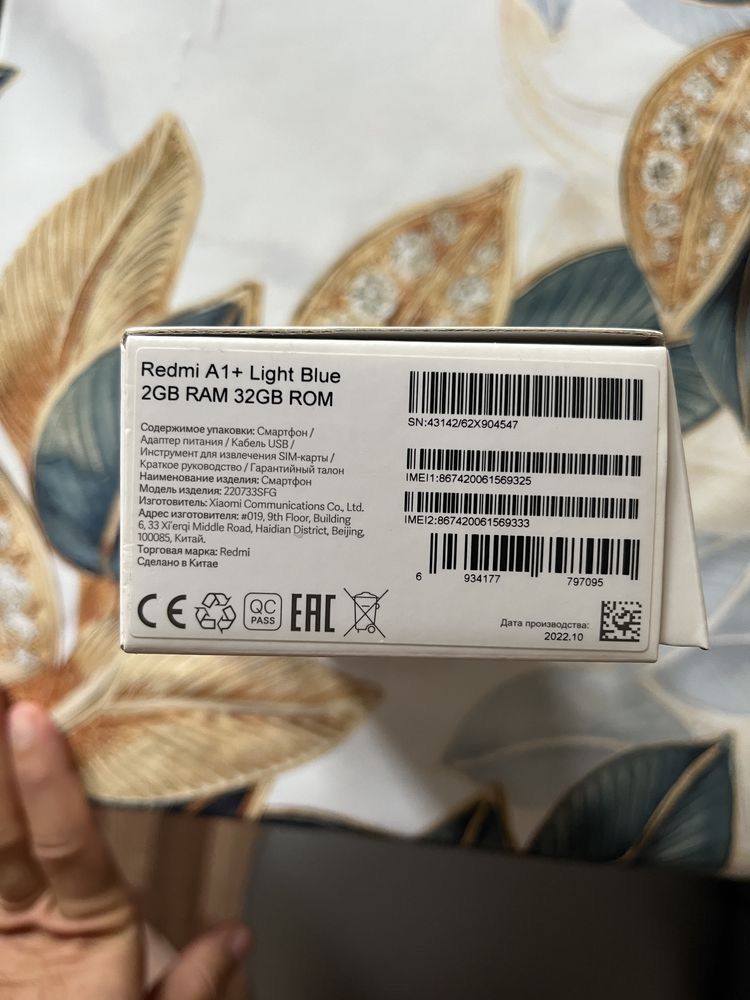 Redmi A1+ Light Blue
2GB RAM 32GB ROM
Содержимое упаковки: Смартфон /
Адаптер питания / Кабель USB /
Инструмент для извлечения SIM-карты /
Краткое руководство / Гарантийный талон
Наименование изделия: Смартфон
Модель изделия: 220733SFG
Изготовитель: Xiaomi Communications Co., Ltd.
Адрес изготовителя: #019, 9th Floor, Building
6, 33 Xi'erqi Middle Road, Haidian District, Beijing,
100085, Китай.
Торговая марка: Redmi
Сделано в Китае
CE
QC
PASS
EAC
SN:43142/62X904547
IMEI1:867420061569325
IMEI2:867420061569333
6 934177 797095
Дата производства:
2022.10